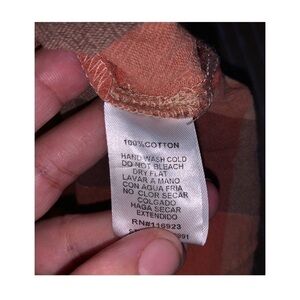 100% COTTON
HAND WASH COLD
DO NOT BLEACH
DRY FLAT
LAVAR A MANO
CON AGUA FRIA
NO CLOR SECAR
COLGADO
HAGA SECAR
EXTENDIDO
RN#116923